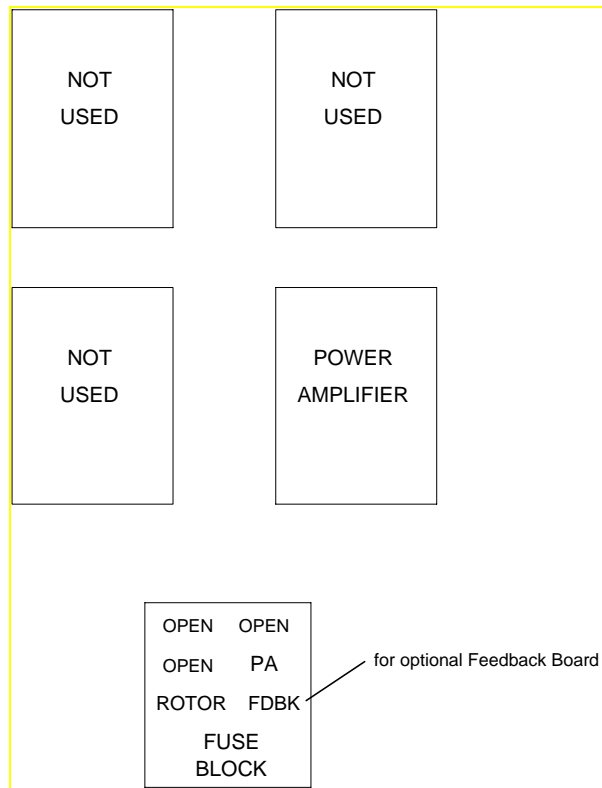 NOT
USED
NOT
USED
NOT
USED
POWER
AMPLIFIER
OPEN OPEN
OPEN PA
ROTOR FDBK
FUSE
BLOCK
for optional Feedback Board